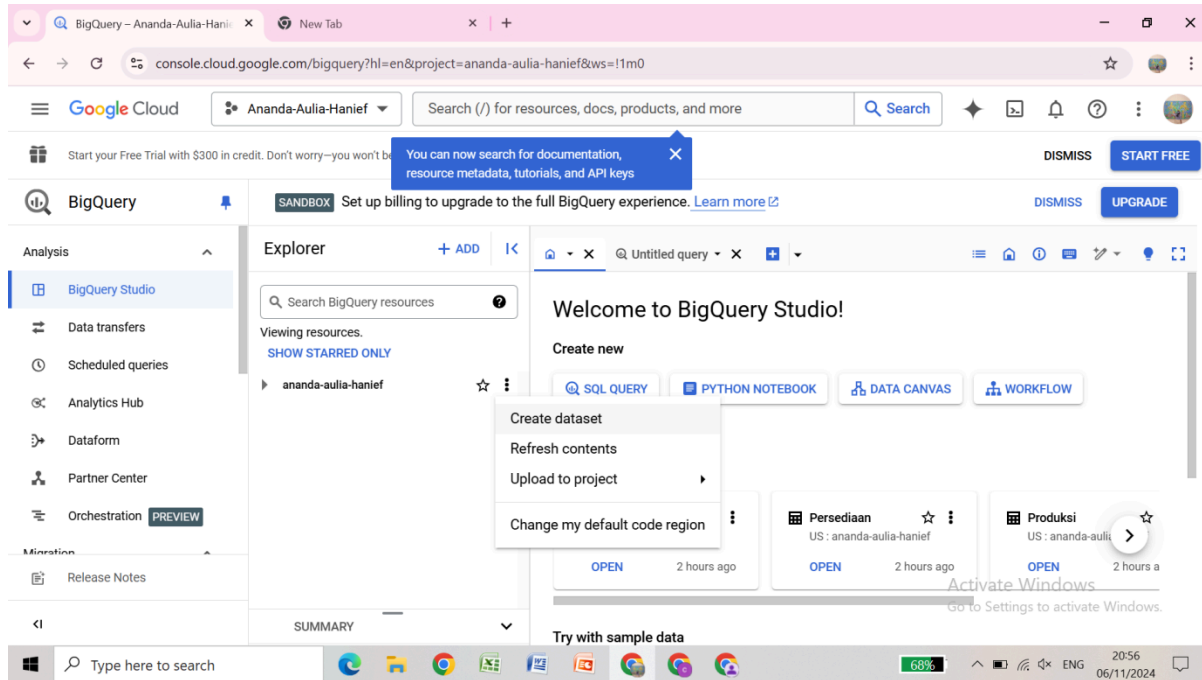 BigQuery – Ananda-Aulia-Hanie
New Tab
console.cloud.google.com/bigquery?hl=en&project=ananda-aulia-hanief&ws=!1m0
Google Cloud
Ananda-Aulia-Hanief
Search (/) for resources, docs, products, and more
Search
Start your Free Trial with $300 in credit. Don't worry—you won't be
You can now search for documentation,
resource metadata, tutorials, and API keys
DISMISS
START FREE
BigQuery
SANDBOX Set up billing to upgrade to the full BigQuery experience. Learn more
DISMISS
UPGRADE
Analysis
BigQuery Studio
Data transfers
Scheduled queries
Analytics Hub
Dataform
Partner Center
Orchestration PREVIEW
Migration
Release Notes
Explorer
+ ADD
Search BigQuery resources
Viewing resources.
SHOW STARRED ONLY
ananda-aulia-hanief
Create dataset
Refresh contents
Upload to project
Change my default code region
SUMMARY
Untitled query
Welcome to BigQuery Studio!
Create new
SQL QUERY
PYTHON NOTEBOOK
DATA CANVAS
WORKFLOW
OPEN 2 hours ago
Persediaan
US : ananda-aulia-hanief
OPEN 2 hours ago
Produksi
US : ananda-auli
OPEN 2 hours a
Try with sample data
Activate Windows
Go to Settings to activate Windows.
Type here to search
68%
ENG
20:56
06/11/2024